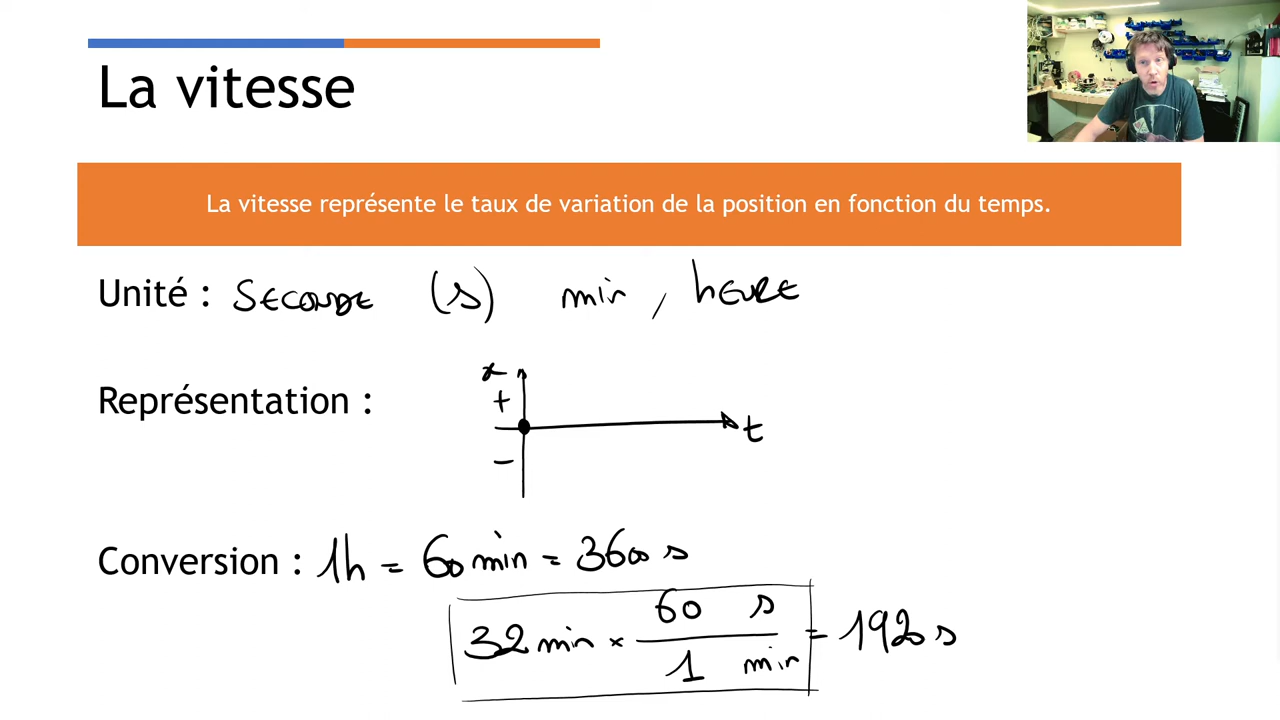 La vitesse
La vitesse représente le taux de variation de la position en fonction du temps.
Unité : SECONDE (s) min, hEURE
Représentation :
x
+
t
-
Conversion : 1h = 60 min = 3600 s
32 min × 60 s / 1 min = 1920 s